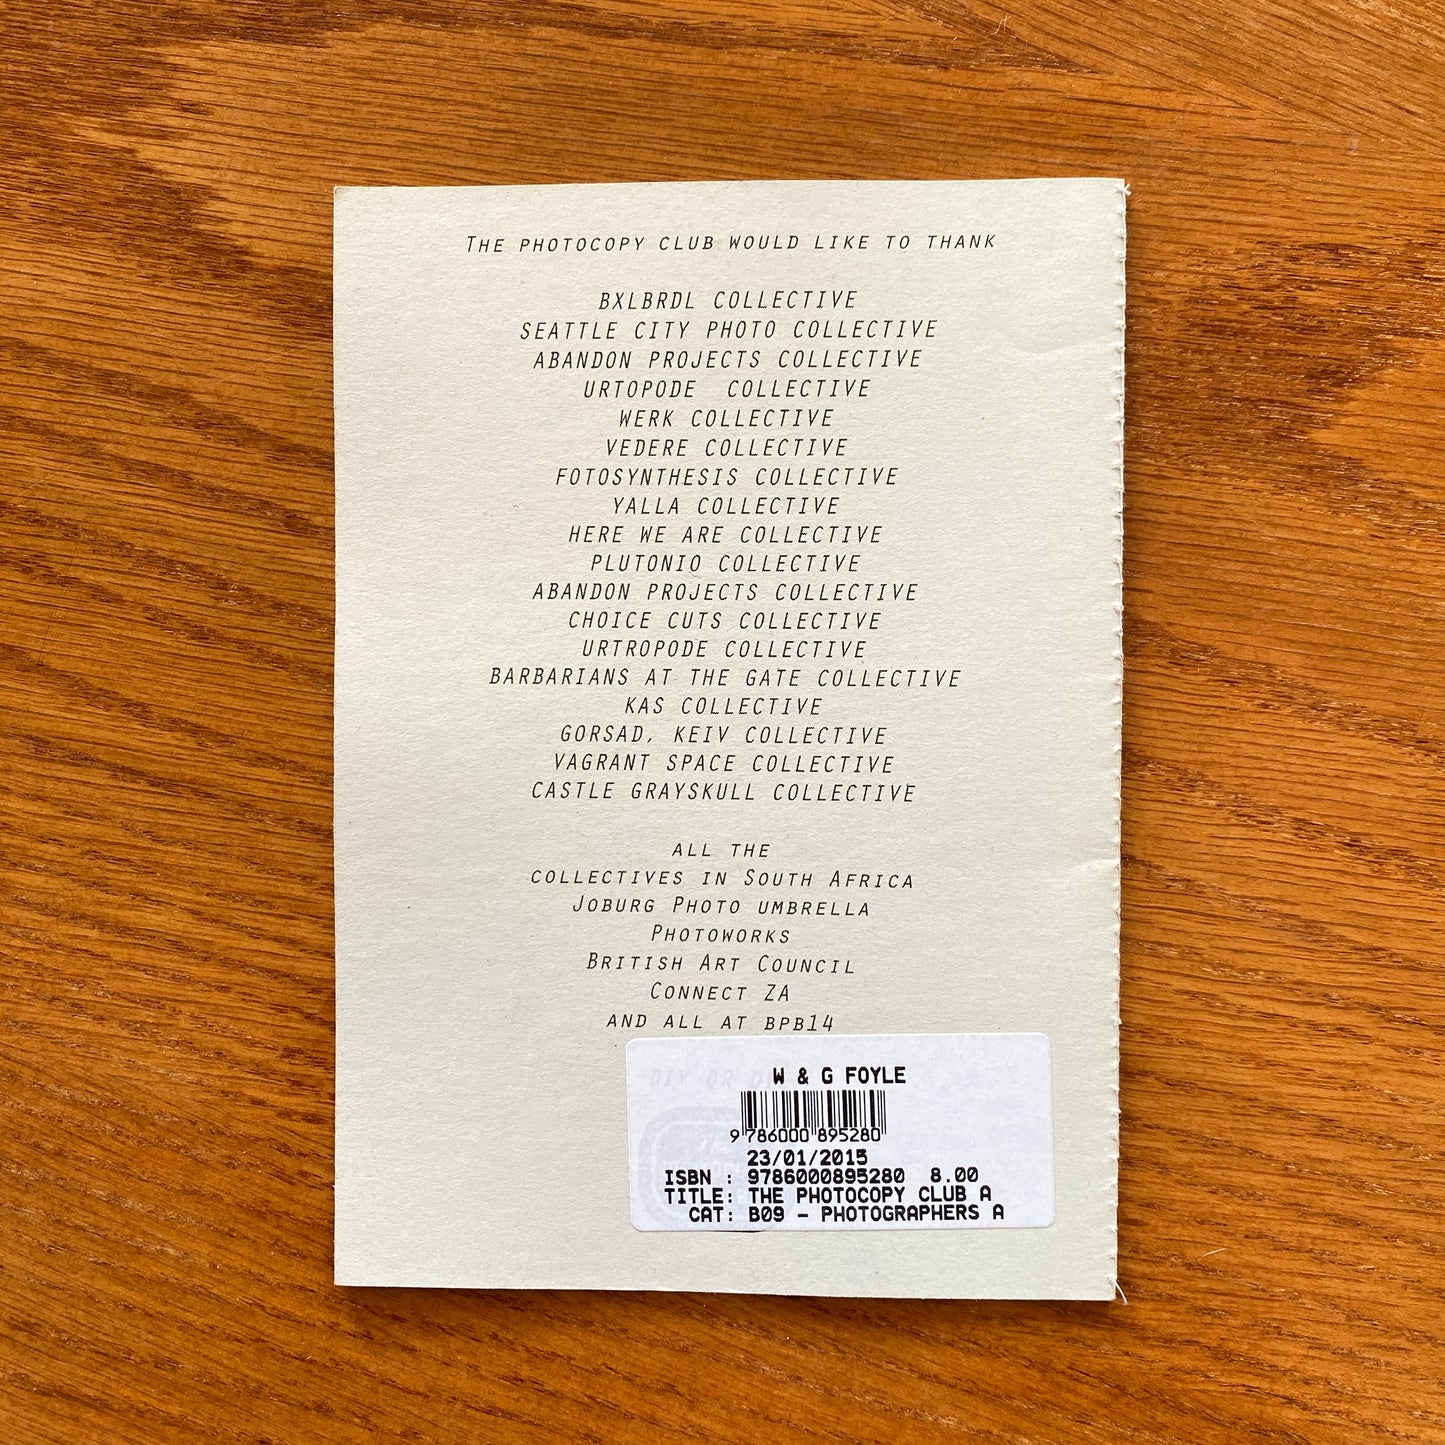 The photocopy club would like to thank
BXLBRDL COLLECTIVE
SEATTLE CITY PHOTO COLLECTIVE
ABANDON PROJECTS COLLECTIVE
URTOPODE COLLECTIVE
WERK COLLECTIVE
VEDERE COLLECTIVE
FOTOSYNTHESIS COLLECTIVE
YALLA COLLECTIVE
HERE WE ARE COLLECTIVE
PLUTONIO COLLECTIVE
ABANDON PROJECTS COLLECTIVE
CHOICE CUTS COLLECTIVE
URTROPODE COLLECTIVE
BARBARIANS AT THE GATE COLLECTIVE
KAS COLLECTIVE
GORSAD, KEIV COLLECTIVE
VAGRANT SPACE COLLECTIVE
CASTLE GRAYSKULL COLLECTIVE
all the
collectives in South Africa
Joburg Photo umbrella
Photoworks
British Art Council
Connect ZA
and all at bpb14
DIY OR
W & G FOYLE
9 786000 895280
23/01/2015
ISBN : 9786000895280 8.00
TITLE: THE PHOTOCOPY CLUB A
CAT: B09 - PHOTOGRAPHERS A